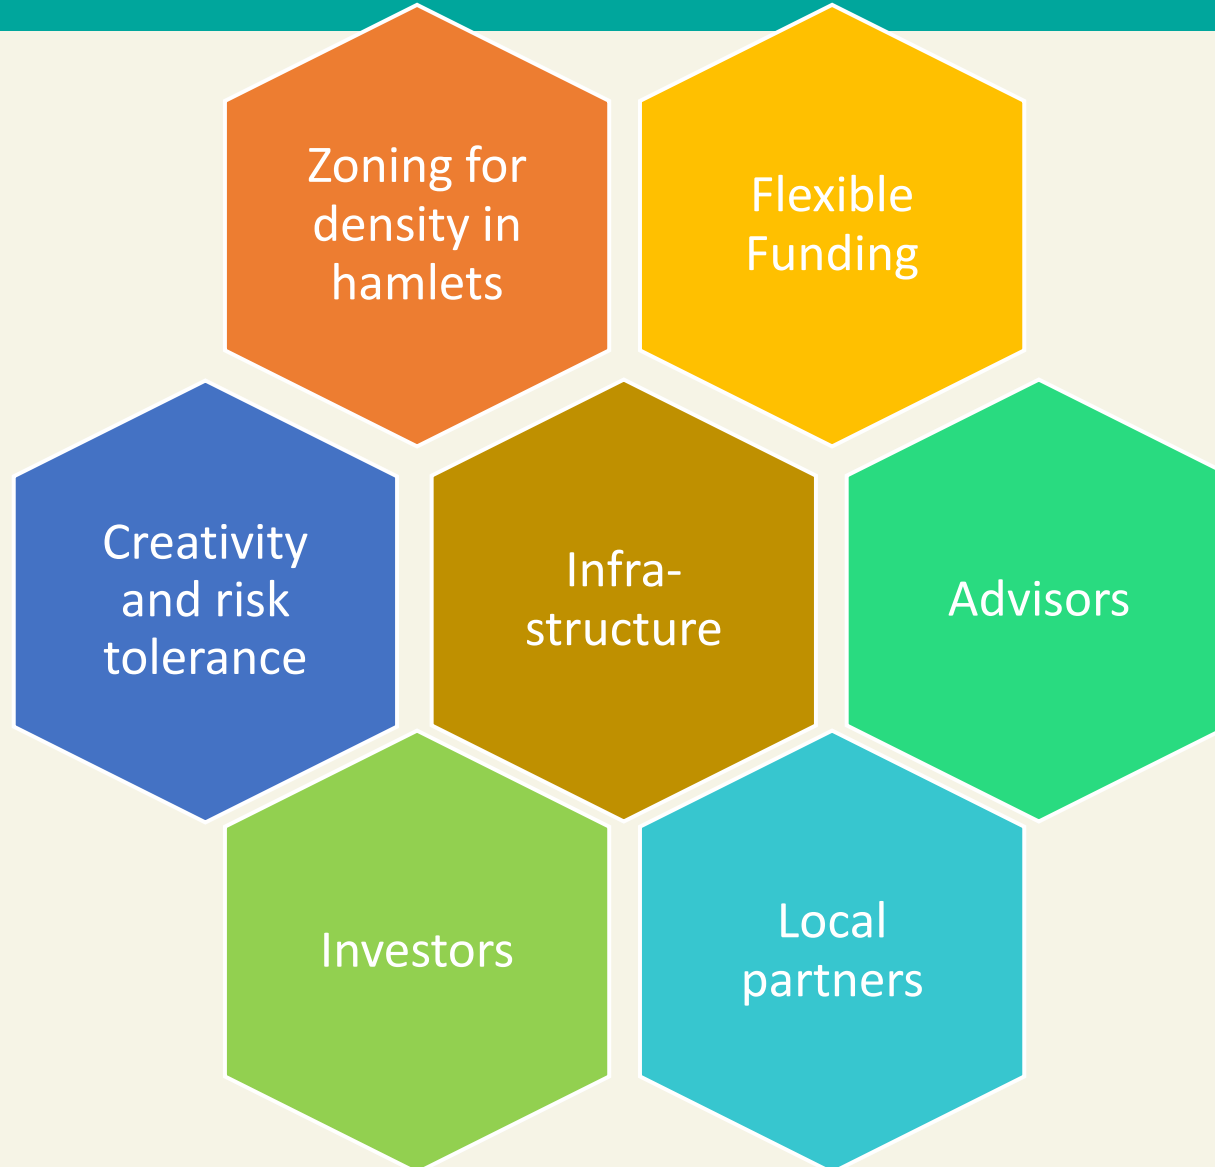 Zoning for
density in
hamlets
Flexible
Funding
Creativity
and risk
tolerance
Infra-
structure
Advisors
Investors
Local
partners